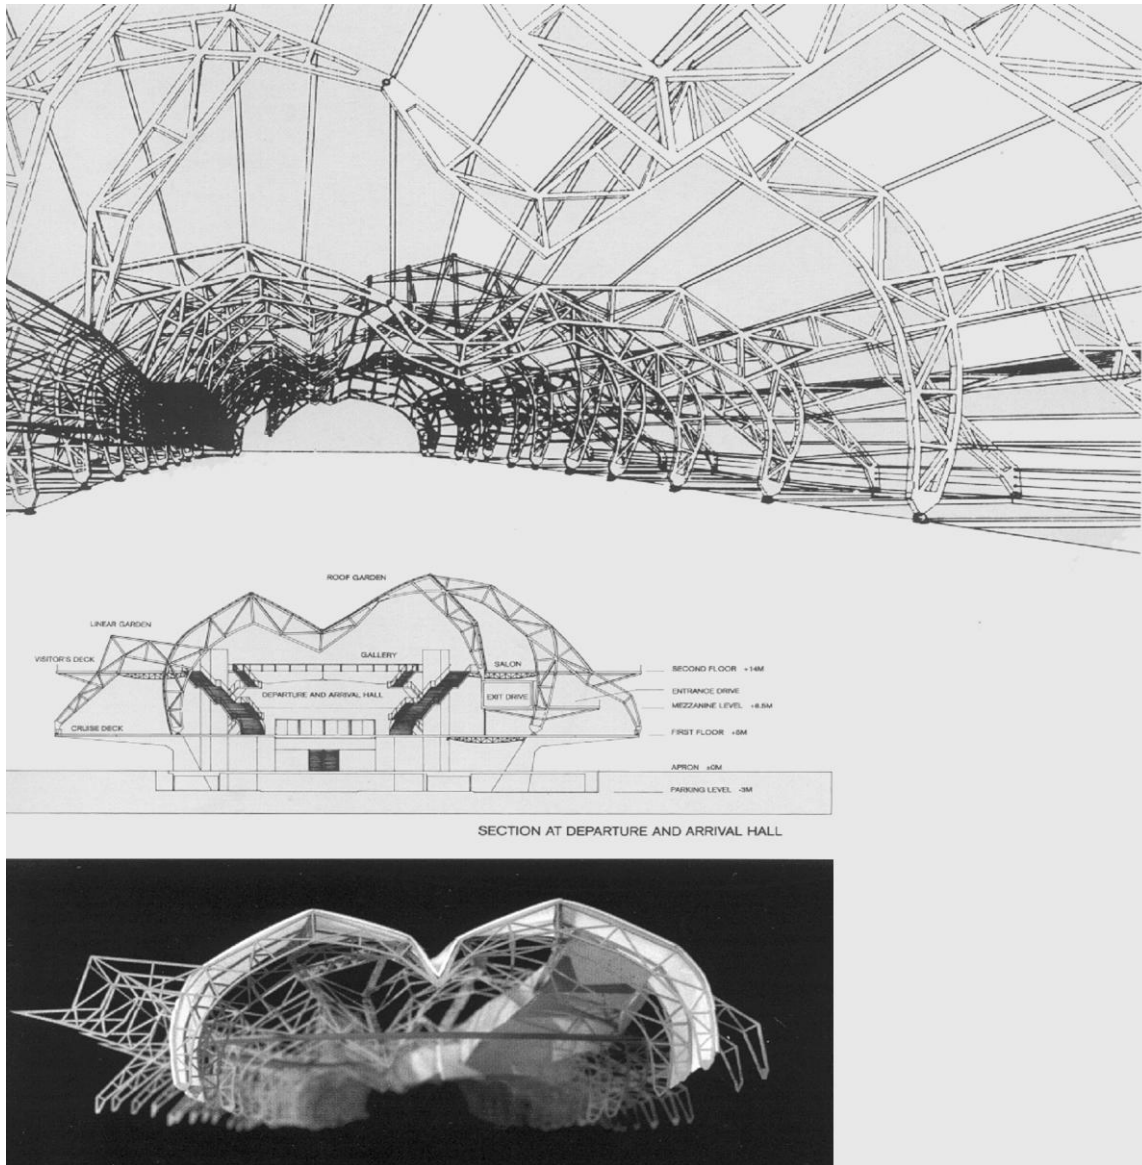 ROOF GARDEN
LINEAR GARDEN
VISITOR'S DECK
GALLERY
SALON
SECOND FLOOR +14M
DEPARTURE AND ARRIVAL HALL
EXIT DRIVE
ENTRANCE DRIVE
MEZZANINE LEVEL +8.5M
CRUISE DECK
FIRST FLOOR +5M
APRON ±0M
PARKING LEVEL -3M
SECTION AT DEPARTURE AND ARRIVAL HALL